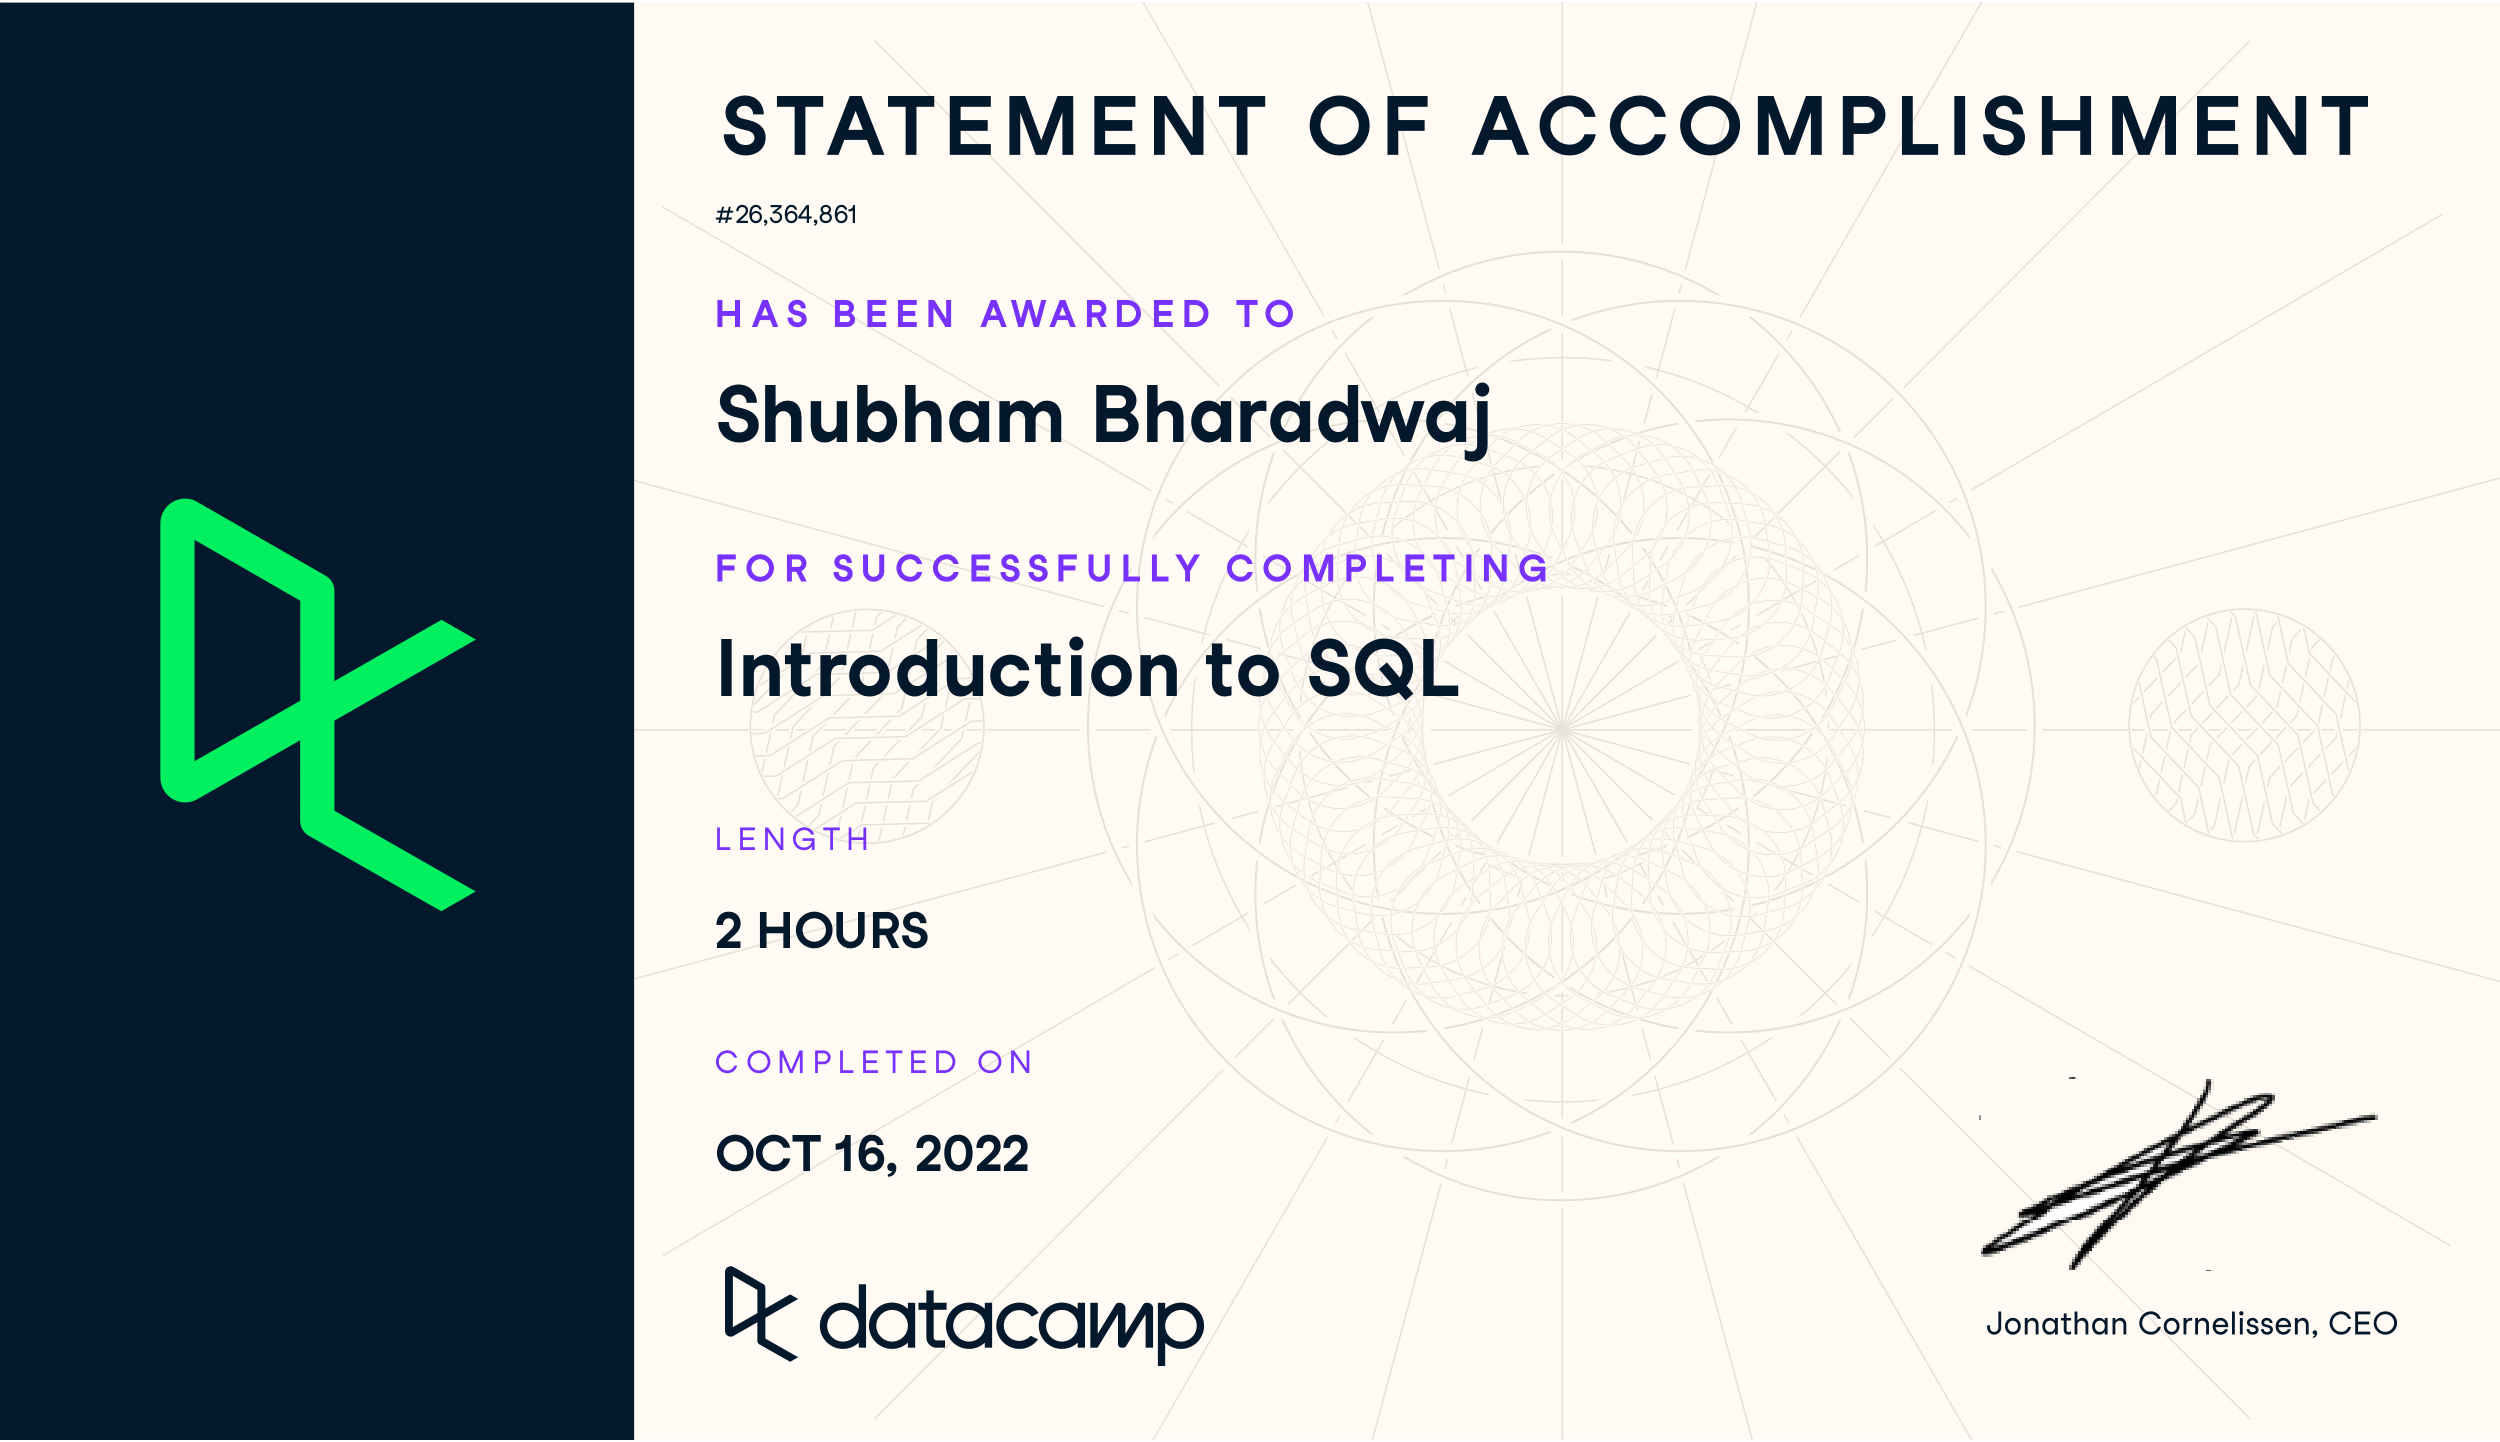 STATEMENT OF ACCOMPLISHMENT
#26,364,861
HAS BEEN AWARDED TO
Shubham Bharadwaj
FOR SUCCESSFULLY COMPLETING
Introduction to SQL
LENGTH
2 HOURS
COMPLETED ON
OCT 16, 2022
datacamp
Jonathan Cornelissen, CEO